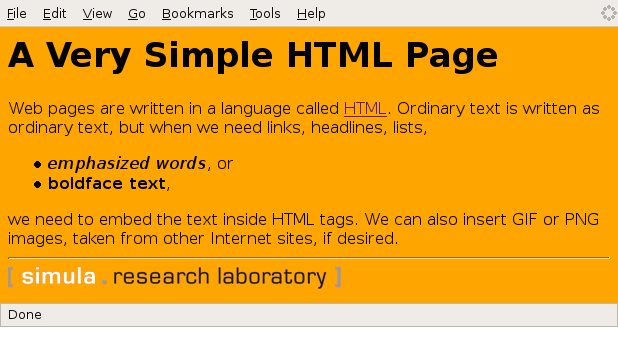 File Edit View Go Bookmarks Tools Help
A Very Simple HTML Page
Web pages are written in a language called HTML. Ordinary text is written as
ordinary text, but when we need links, headlines, lists,
• emphasized words, or
• boldface text,
we need to embed the text inside HTML tags. We can also insert GIF or PNG
images, taken from other Internet sites, if desired.
[ simula . research laboratory ]
Done